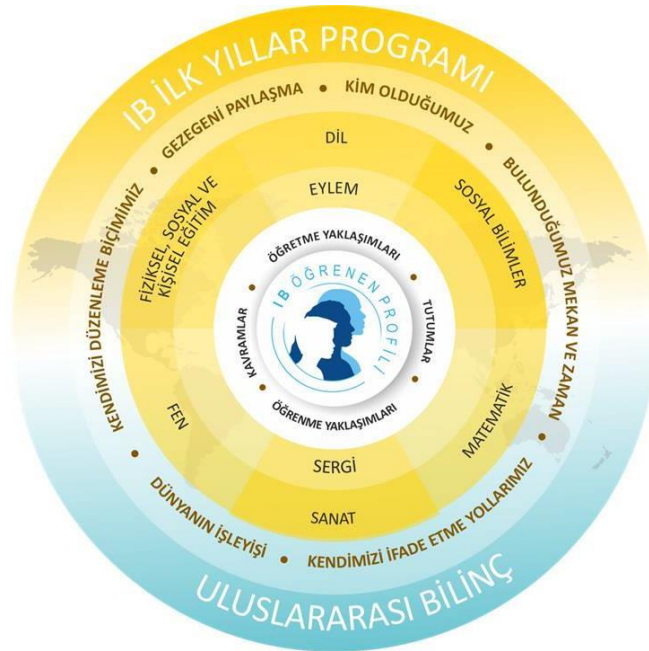 IB İLK YILLAR PROGRAMI
KİM OLDUĞUMUZ
BULUNDUĞUMUZ MEKAN VE ZAMAN
KENDİMİZİ İFADE ETME YOLLARIMIZ
DÜNYANIN İŞLEYİŞİ
KENDİMİZİ DÜZENLEME BİÇİMİMİZ
GEZEGENİ PAYLAŞMA
DİL
SOSYAL BİLİMLER
MATEMATİK
SANAT
FEN
FİZİKSEL, SOSYAL VE
KİŞİSEL EĞİTİM
EYLEM
SERGİ
ÖĞRETME YAKLAŞIMLARI
TUTUMLAR
ÖĞRENME YAKLAŞIMLARI
KAVRAMLAR
IB ÖĞRENEN PROFİLİ
ULUSLARARASI BİLİNÇ